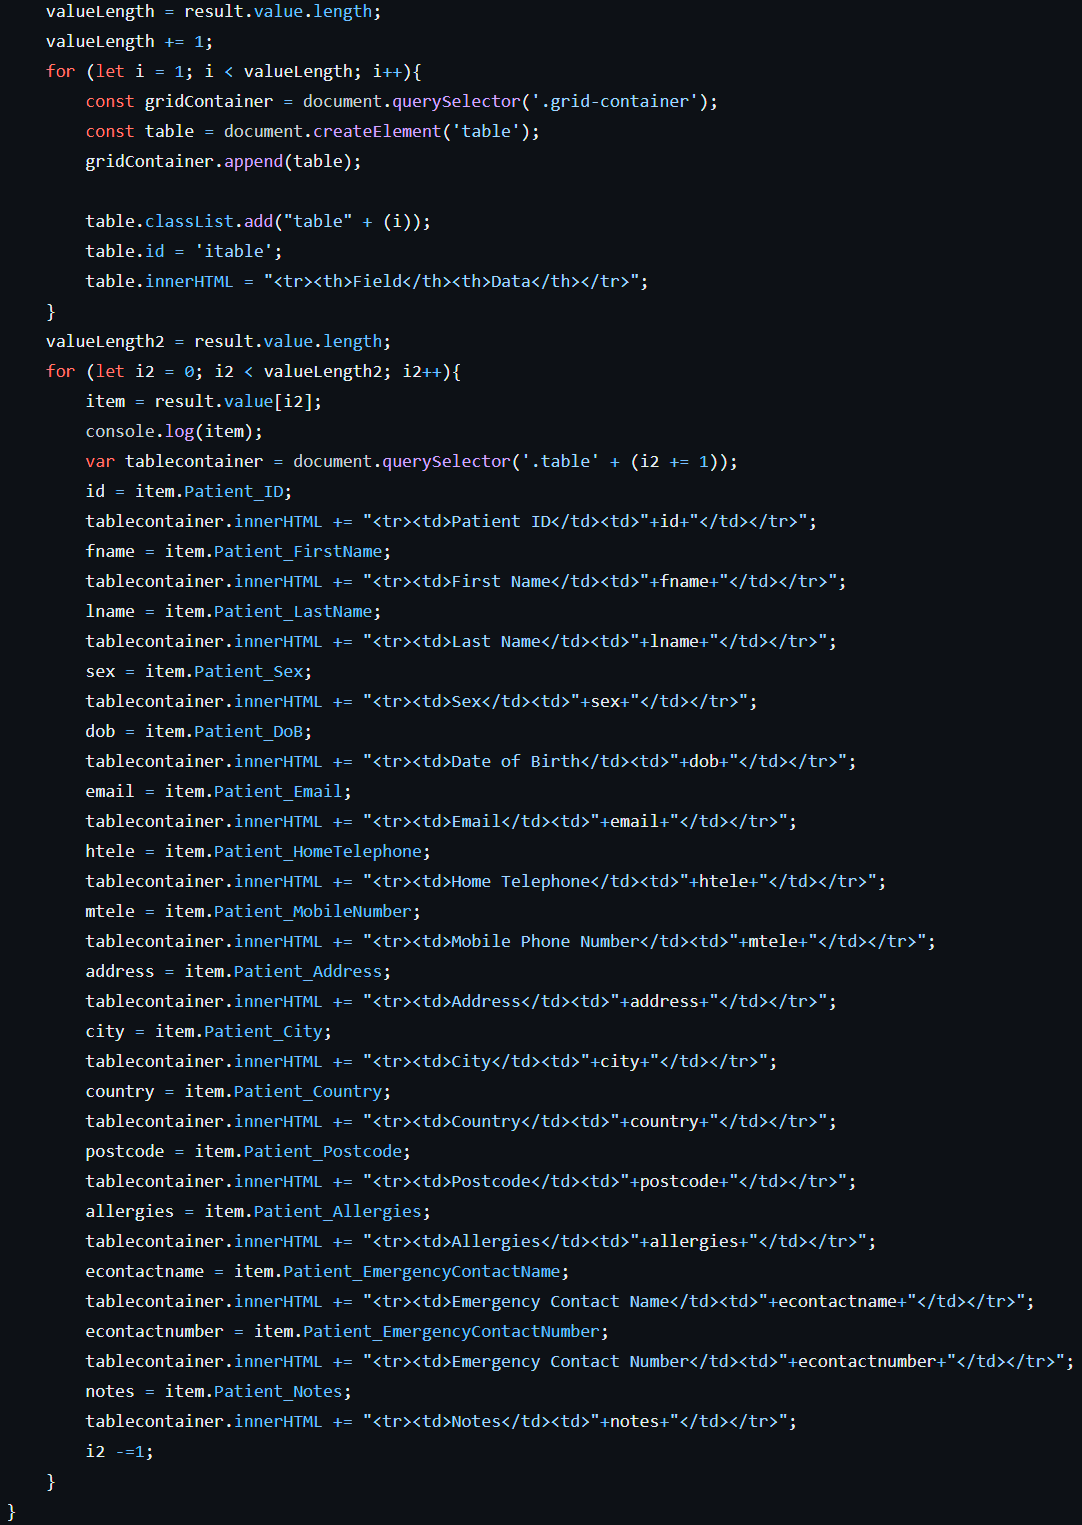 valueLength = result.value.length;
valueLength += 1;
for (let i = 1; i < valueLength; i++){
const gridContainer = document.querySelector('.grid-container');
const table = document.createElement('table');
gridContainer.append(table);
table.classList.add("table" + (i));
table.id = 'itable';
table.innerHTML = "<tr><th>Field</th><th>Data</th></tr>";
}
valueLength2 = result.value.length;
for (let i2 = 0; i2 < valueLength2; i2++){
item = result.value[i2];
console.log(item);
var tablecontainer = document.querySelector('.table' + (i2 += 1));
id = item.Patient_ID;
tablecontainer.innerHTML += "<tr><td>Patient ID</td><td>"+id+"</td></tr>";
fname = item.Patient_FirstName;
tablecontainer.innerHTML += "<tr><td>First Name</td><td>"+fname+"</td></tr>";
lname = item.Patient_LastName;
tablecontainer.innerHTML += "<tr><td>Last Name</td><td>"+lname+"</td></tr>";
sex = item.Patient_Sex;
tablecontainer.innerHTML += "<tr><td>Sex</td><td>"+sex+"</td></tr>";
dob = item.Patient_DoB;
tablecontainer.innerHTML += "<tr><td>Date of Birth</td><td>"+dob+"</td></tr>";
email = item.Patient_Email;
tablecontainer.innerHTML += "<tr><td>Email</td><td>"+email+"</td></tr>";
htele = item.Patient_HomeTelephone;
tablecontainer.innerHTML += "<tr><td>Home Telephone</td><td>"+htele+"</td></tr>";
mtele = item.Patient_MobileNumber;
tablecontainer.innerHTML += "<tr><td>Mobile Phone Number</td><td>"+mtele+"</td></tr>";
address = item.Patient_Address;
tablecontainer.innerHTML += "<tr><td>Address</td><td>"+address+"</td></tr>";
city = item.Patient_City;
tablecontainer.innerHTML += "<tr><td>City</td><td>"+city+"</td></tr>";
country = item.Patient_Country;
tablecontainer.innerHTML += "<tr><td>Country</td><td>"+country+"</td></tr>";
postcode = item.Patient_Postcode;
tablecontainer.innerHTML += "<tr><td>Postcode</td><td>"+postcode+"</td></tr>";
allergies = item.Patient_Allergies;
tablecontainer.innerHTML += "<tr><td>Allergies</td><td>"+allergies+"</td></tr>";
econtactname = item.Patient_EmergencyContactName;
tablecontainer.innerHTML += "<tr><td>Emergency Contact Name</td><td>"+econtactname+"</td></tr>";
econtactnumber = item.Patient_EmergencyContactNumber;
tablecontainer.innerHTML += "<tr><td>Emergency Contact Number</td><td>"+econtactnumber+"</td></tr>";
notes = item.Patient_Notes;
tablecontainer.innerHTML += "<tr><td>Notes</td><td>"+notes+"</td></tr>";
i2 -=1;
}
}